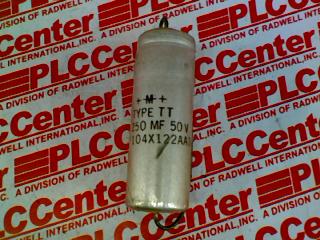 PLCCenter
A DIVISION OF RADWELL INTERNATIONAL, INC.
+ M +
TYPE TT
250 MF 50V
104X122AA